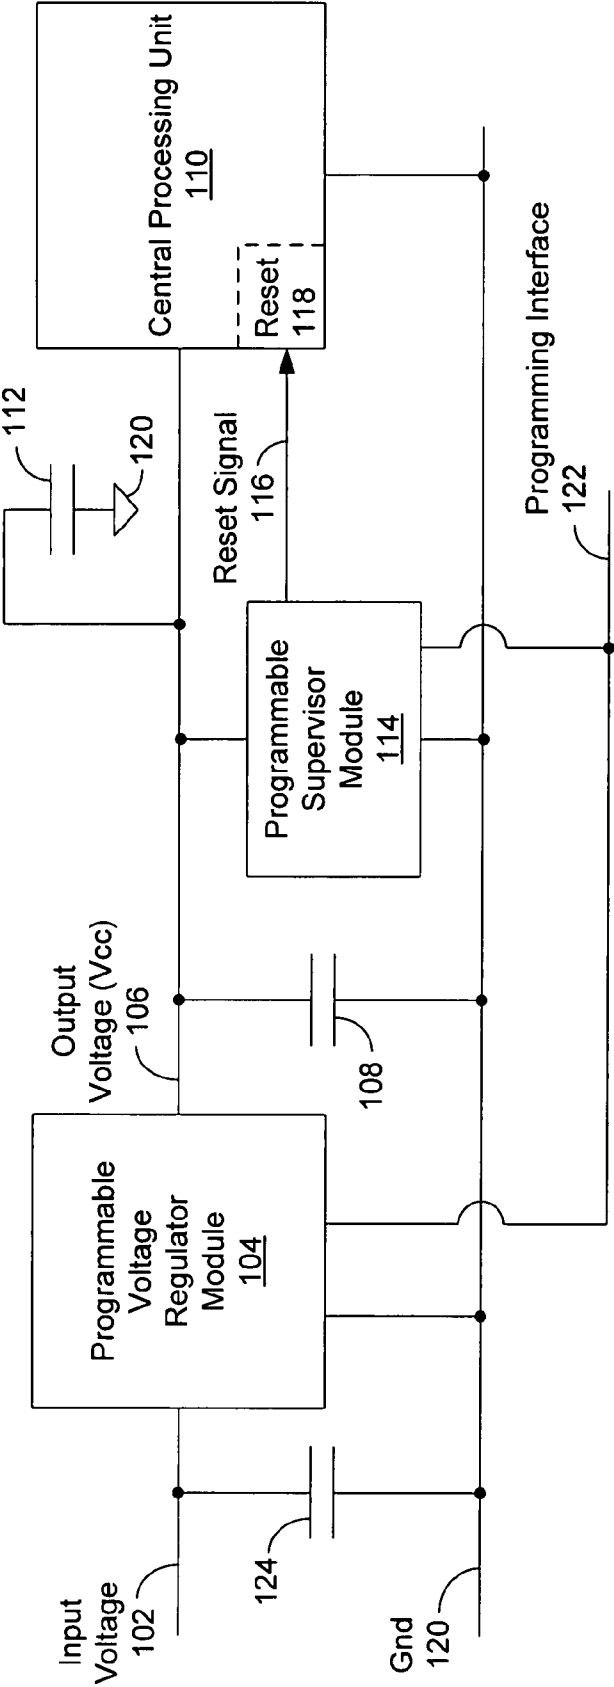 Input
Voltage
102
Programmable
Voltage
Regulator
Module
104
Output
Voltage (Vcc)
106
112
120
Central Processing Unit
110
Reset
118
Reset Signal
116
Programmable
Supervisor
Module
114
124
108
Gnd
120
Programming Interface
122